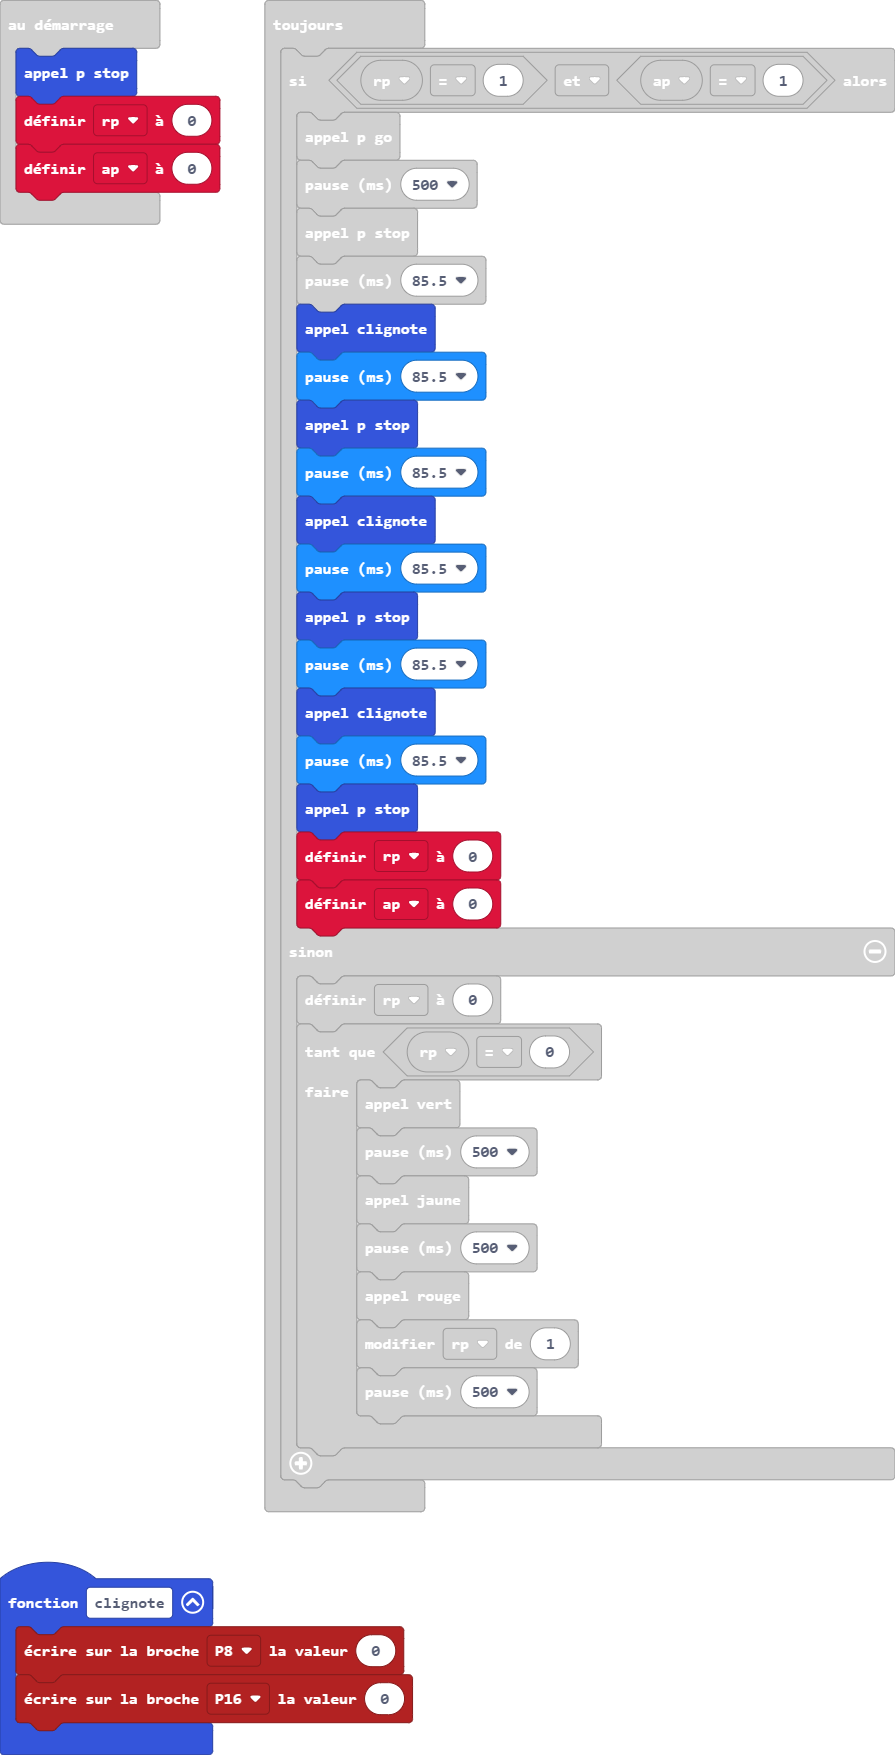 au démarrage
appel p stop
définir rp à 0
définir ap à 0
toujours
si rp = 1 et ap = 1 alors
appel p go
pause (ms) 500
appel p stop
pause (ms) 85.5
appel clignote
pause (ms) 85.5
appel p stop
pause (ms) 85.5
appel clignote
pause (ms) 85.5
appel p stop
pause (ms) 85.5
appel clignote
pause (ms) 85.5
appel p stop
définir rp à 0
définir ap à 0
sinon
définir rp à 0
tant que rp = 0
faire
appel vert
pause (ms) 500
appel jaune
pause (ms) 500
appel rouge
modifier rp de 1
pause (ms) 500
fonction clignote
écrire sur la broche P8 la valeur 0
écrire sur la broche P16 la valeur 0